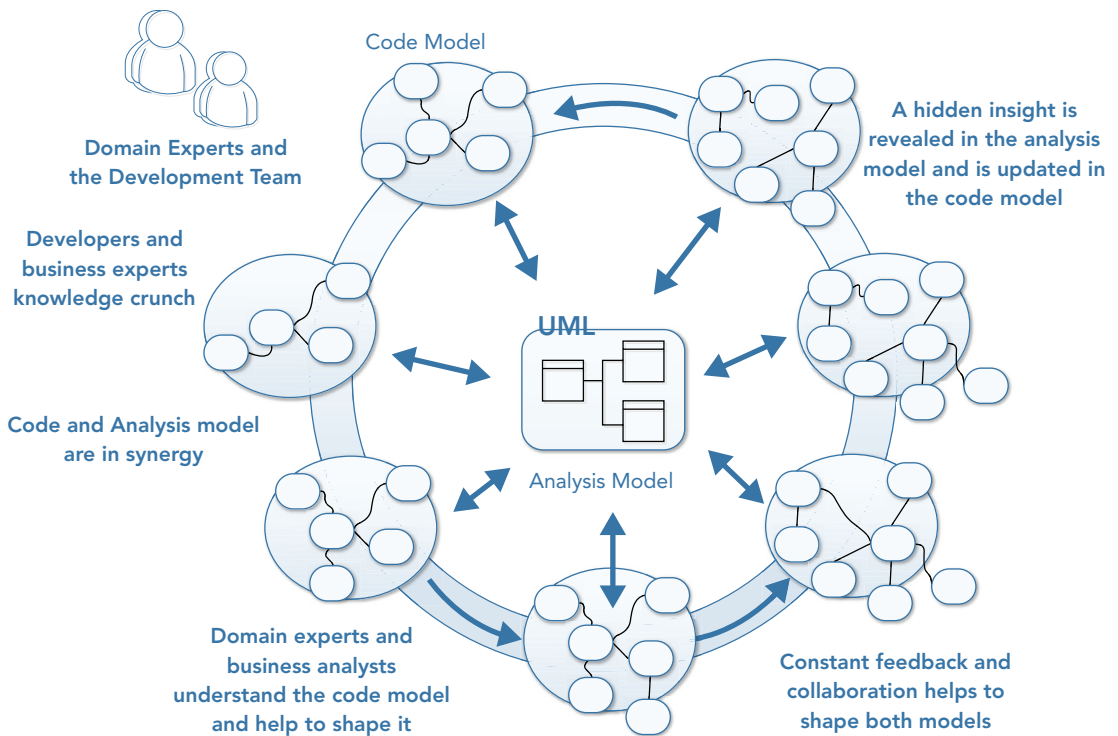 Code Model
Domain Experts and
the Development Team
A hidden insight is
revealed in the analysis
model and is updated in
the code model
Developers and
business experts
knowledge crunch
UML
Analysis Model
Code and Analysis model
are in synergy
Domain experts and
business analysts
understand the code model
and help to shape it
Constant feedback and
collaboration helps to
shape both models